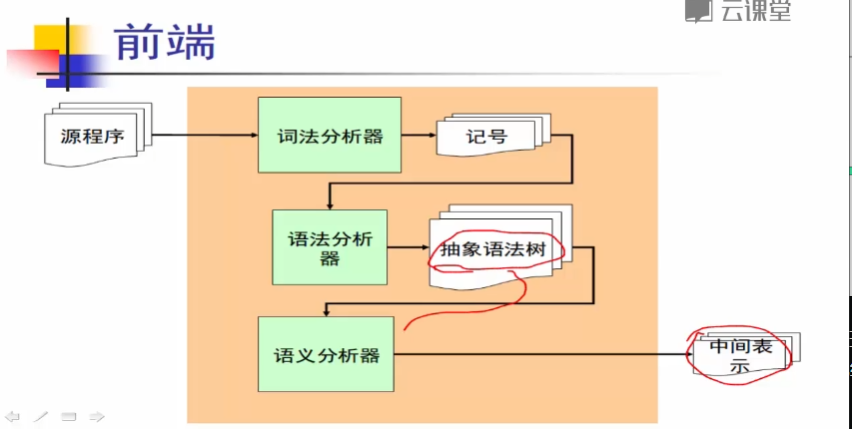 云课堂
前端
源程序
词法分析器
记号
语法分析
器
抽象语法树
语义分析器
中间表
示